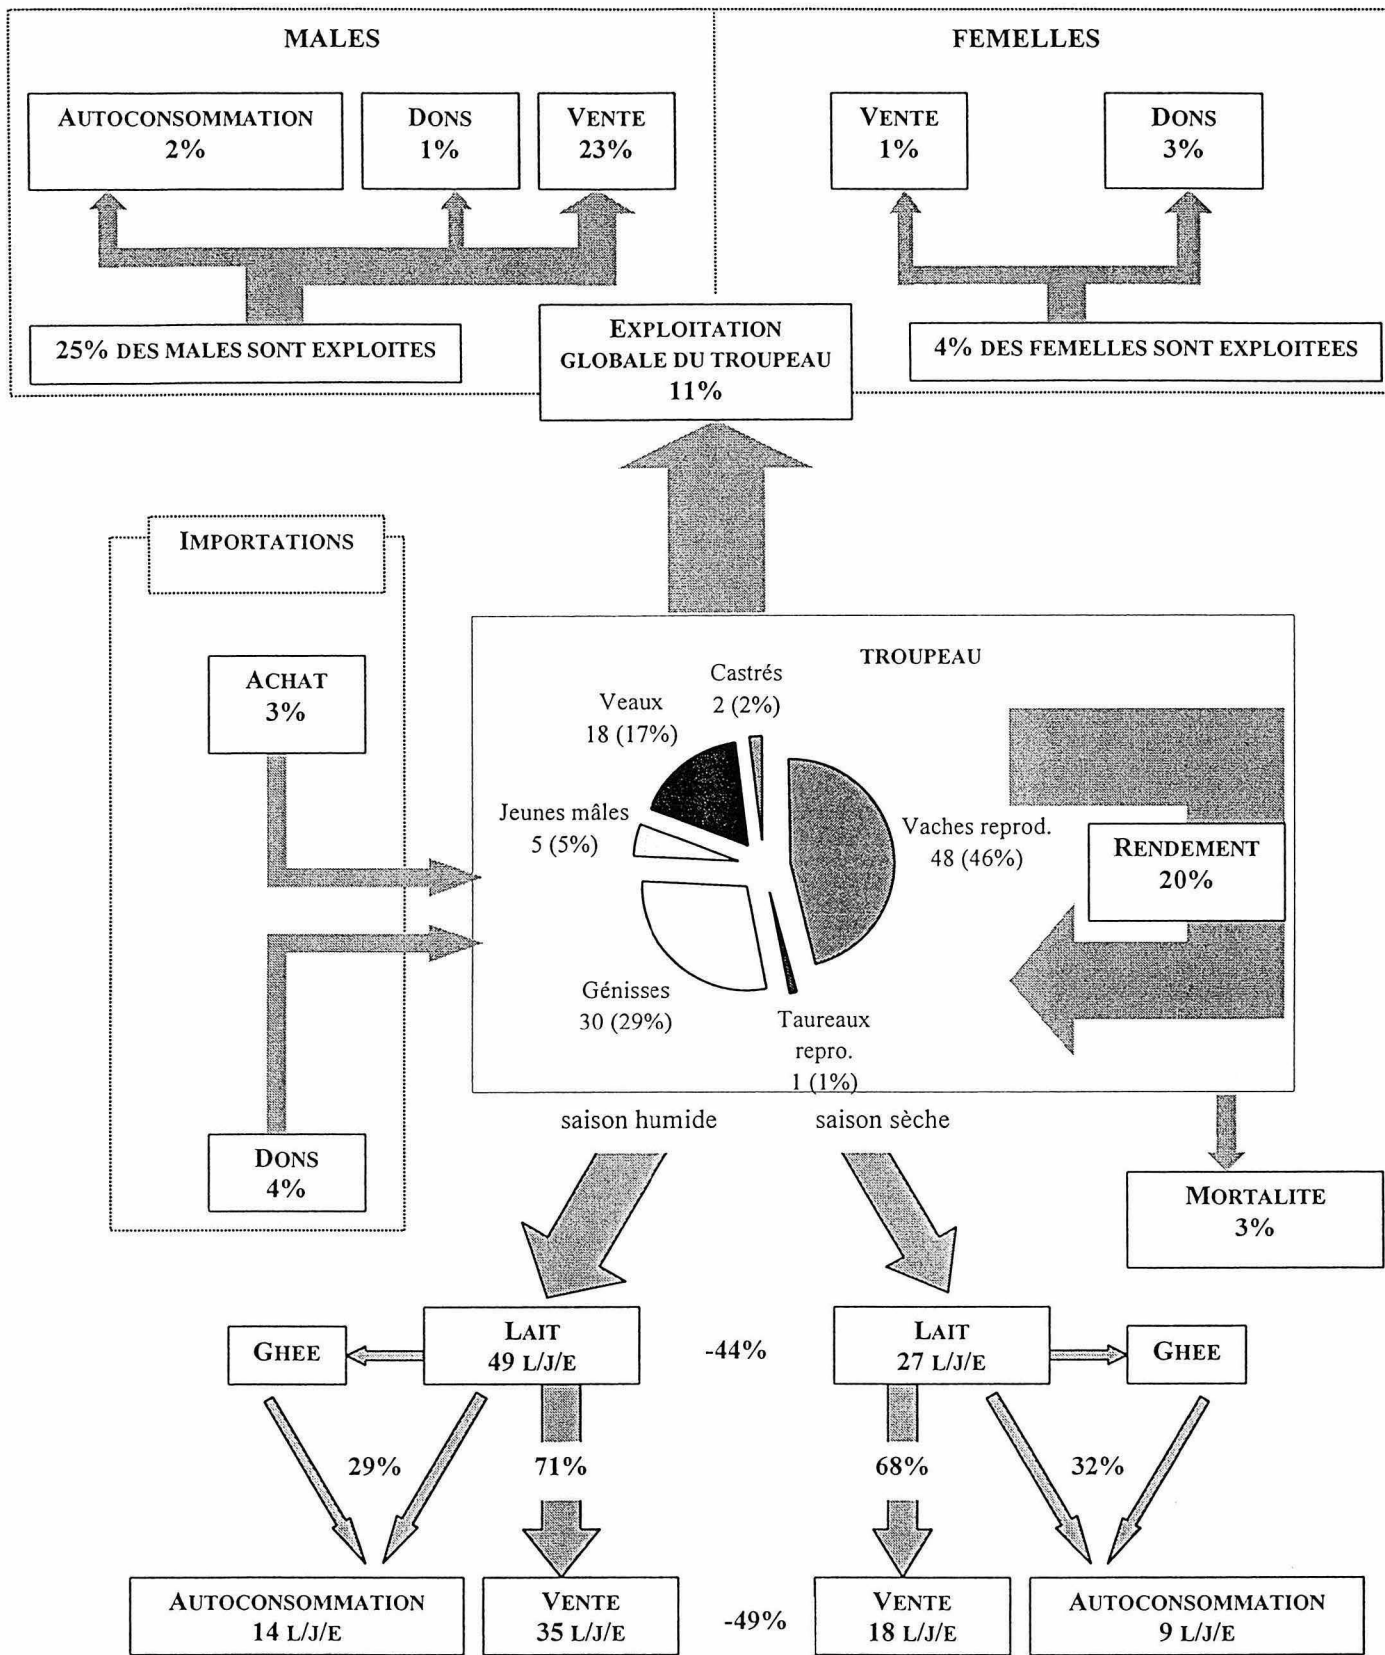 MALES
FEMELLES
AUTOCONSOMMATION
2%
DONS
1%
VENTE
23%
VENTE
1%
DONS
3%
25% DES MALES SONT EXPLOITES
EXPLOITATION
GLOBALE DU TROUPEAU
11%
4% DES FEMELLES SONT EXPLOITEES
IMPORTATIONS
ACHAT
3%
DONS
4%
TROUPEAU
Castrés
2 (2%)
Veaux
18 (17%)
Jeunes mâles
5 (5%)
Vaches reprod.
48 (46%)
Génisses
30 (29%)
Taureaux
repro.
1 (1%)
RENDEMENT
20%
saison humide
saison sèche
MORTALITE
3%
GHEE
LAIT
49 L/J/E
-44%
LAIT
27 L/J/E
GHEE
29%
71%
68%
32%
AUTOCONSOMMATION
14 L/J/E
VENTE
35 L/J/E
-49%
VENTE
18 L/J/E
AUTOCONSOMMATION
9 L/J/E